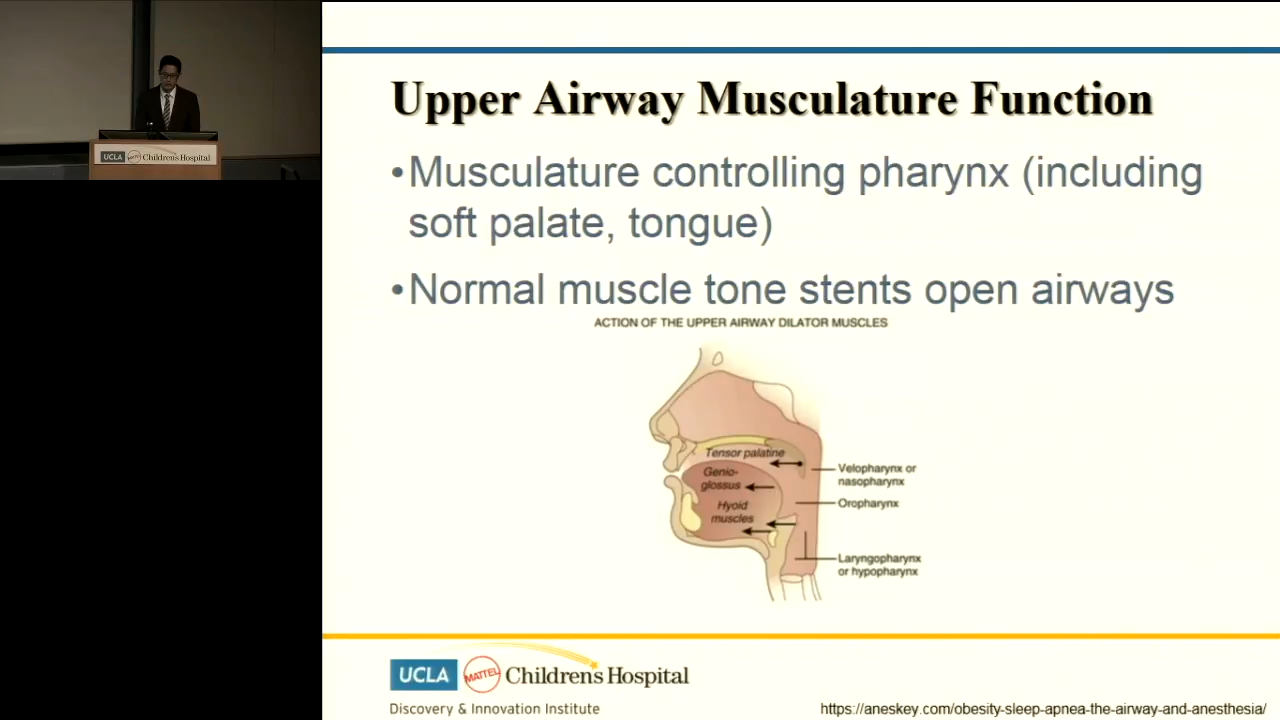 UCLA Mattel Children's Hospital
Upper Airway Musculature Function
•Musculature controlling pharynx (including
soft palate, tongue)
•Normal muscle tone stents open airways
ACTION OF THE UPPER AIRWAY DILATOR MUSCLES
Tensor palatine
Genio-
glossus
Hyoid
muscles
Velopharynx or
nasopharynx
Oropharynx
Laryngopharynx
or hypopharynx
UCLA MATTEL Children's Hospital
Discovery & Innovation Institute
https://aneskey.com/obesity-sleep-apnea-the-airway-and-anesthesia/